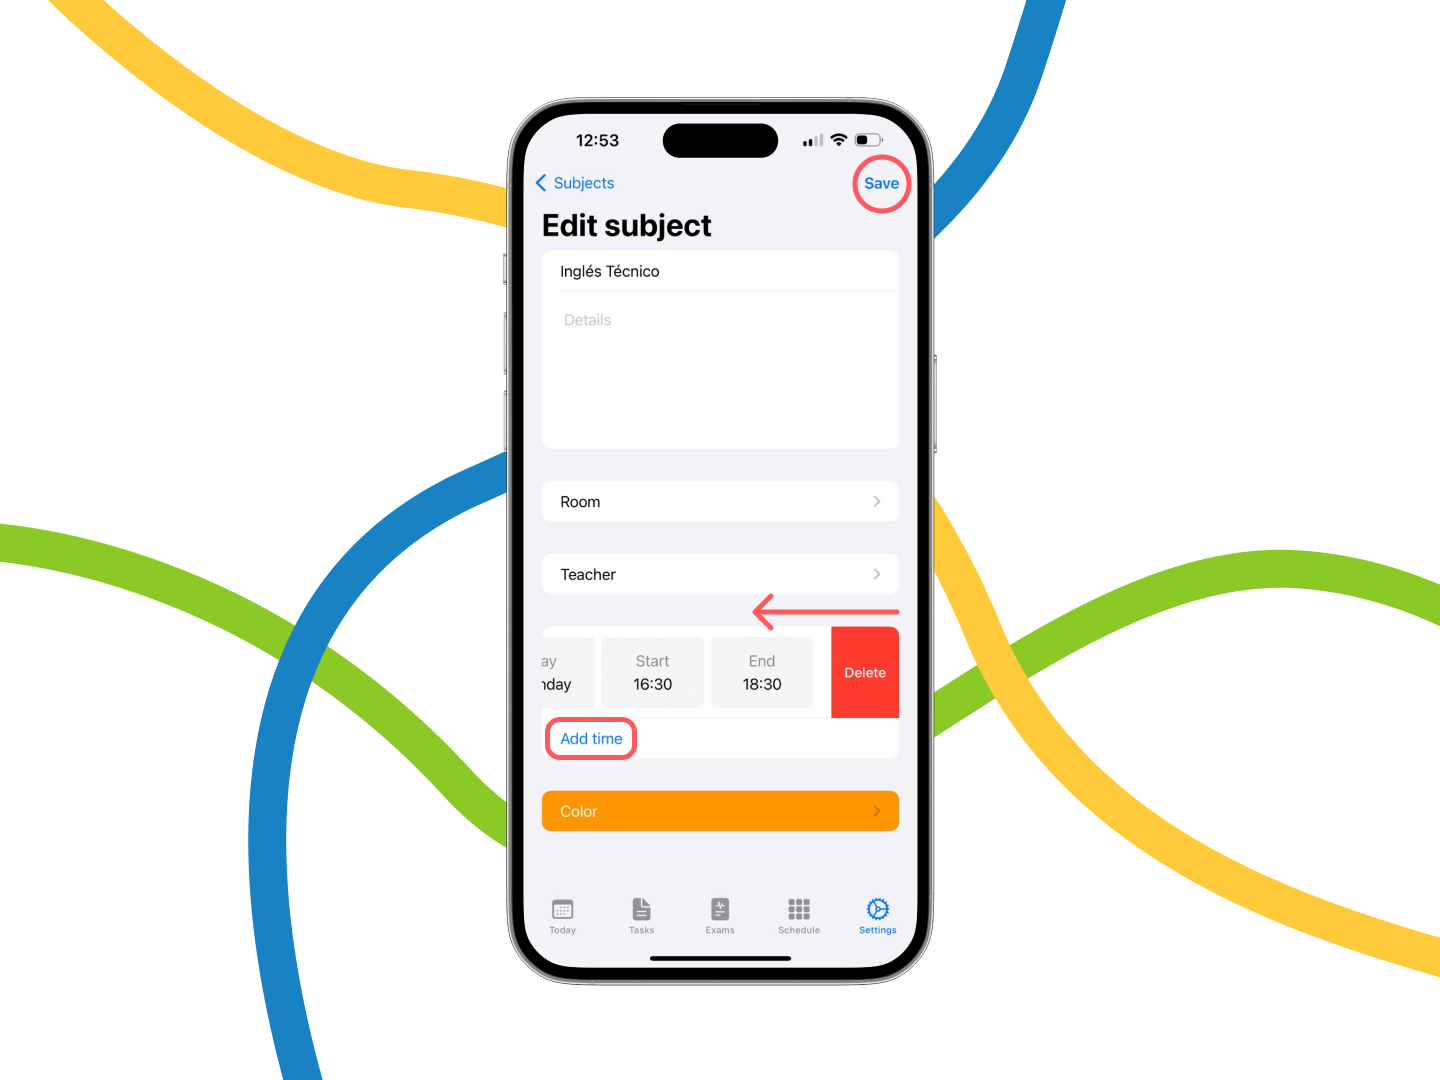 12:53
Subjects
Save
Edit subject
Inglés Técnico
Details
Room
Teacher
ay Start End
nday 16:30 18:30
Delete
Add time
Color
Today Tasks Exams Schedule Settings